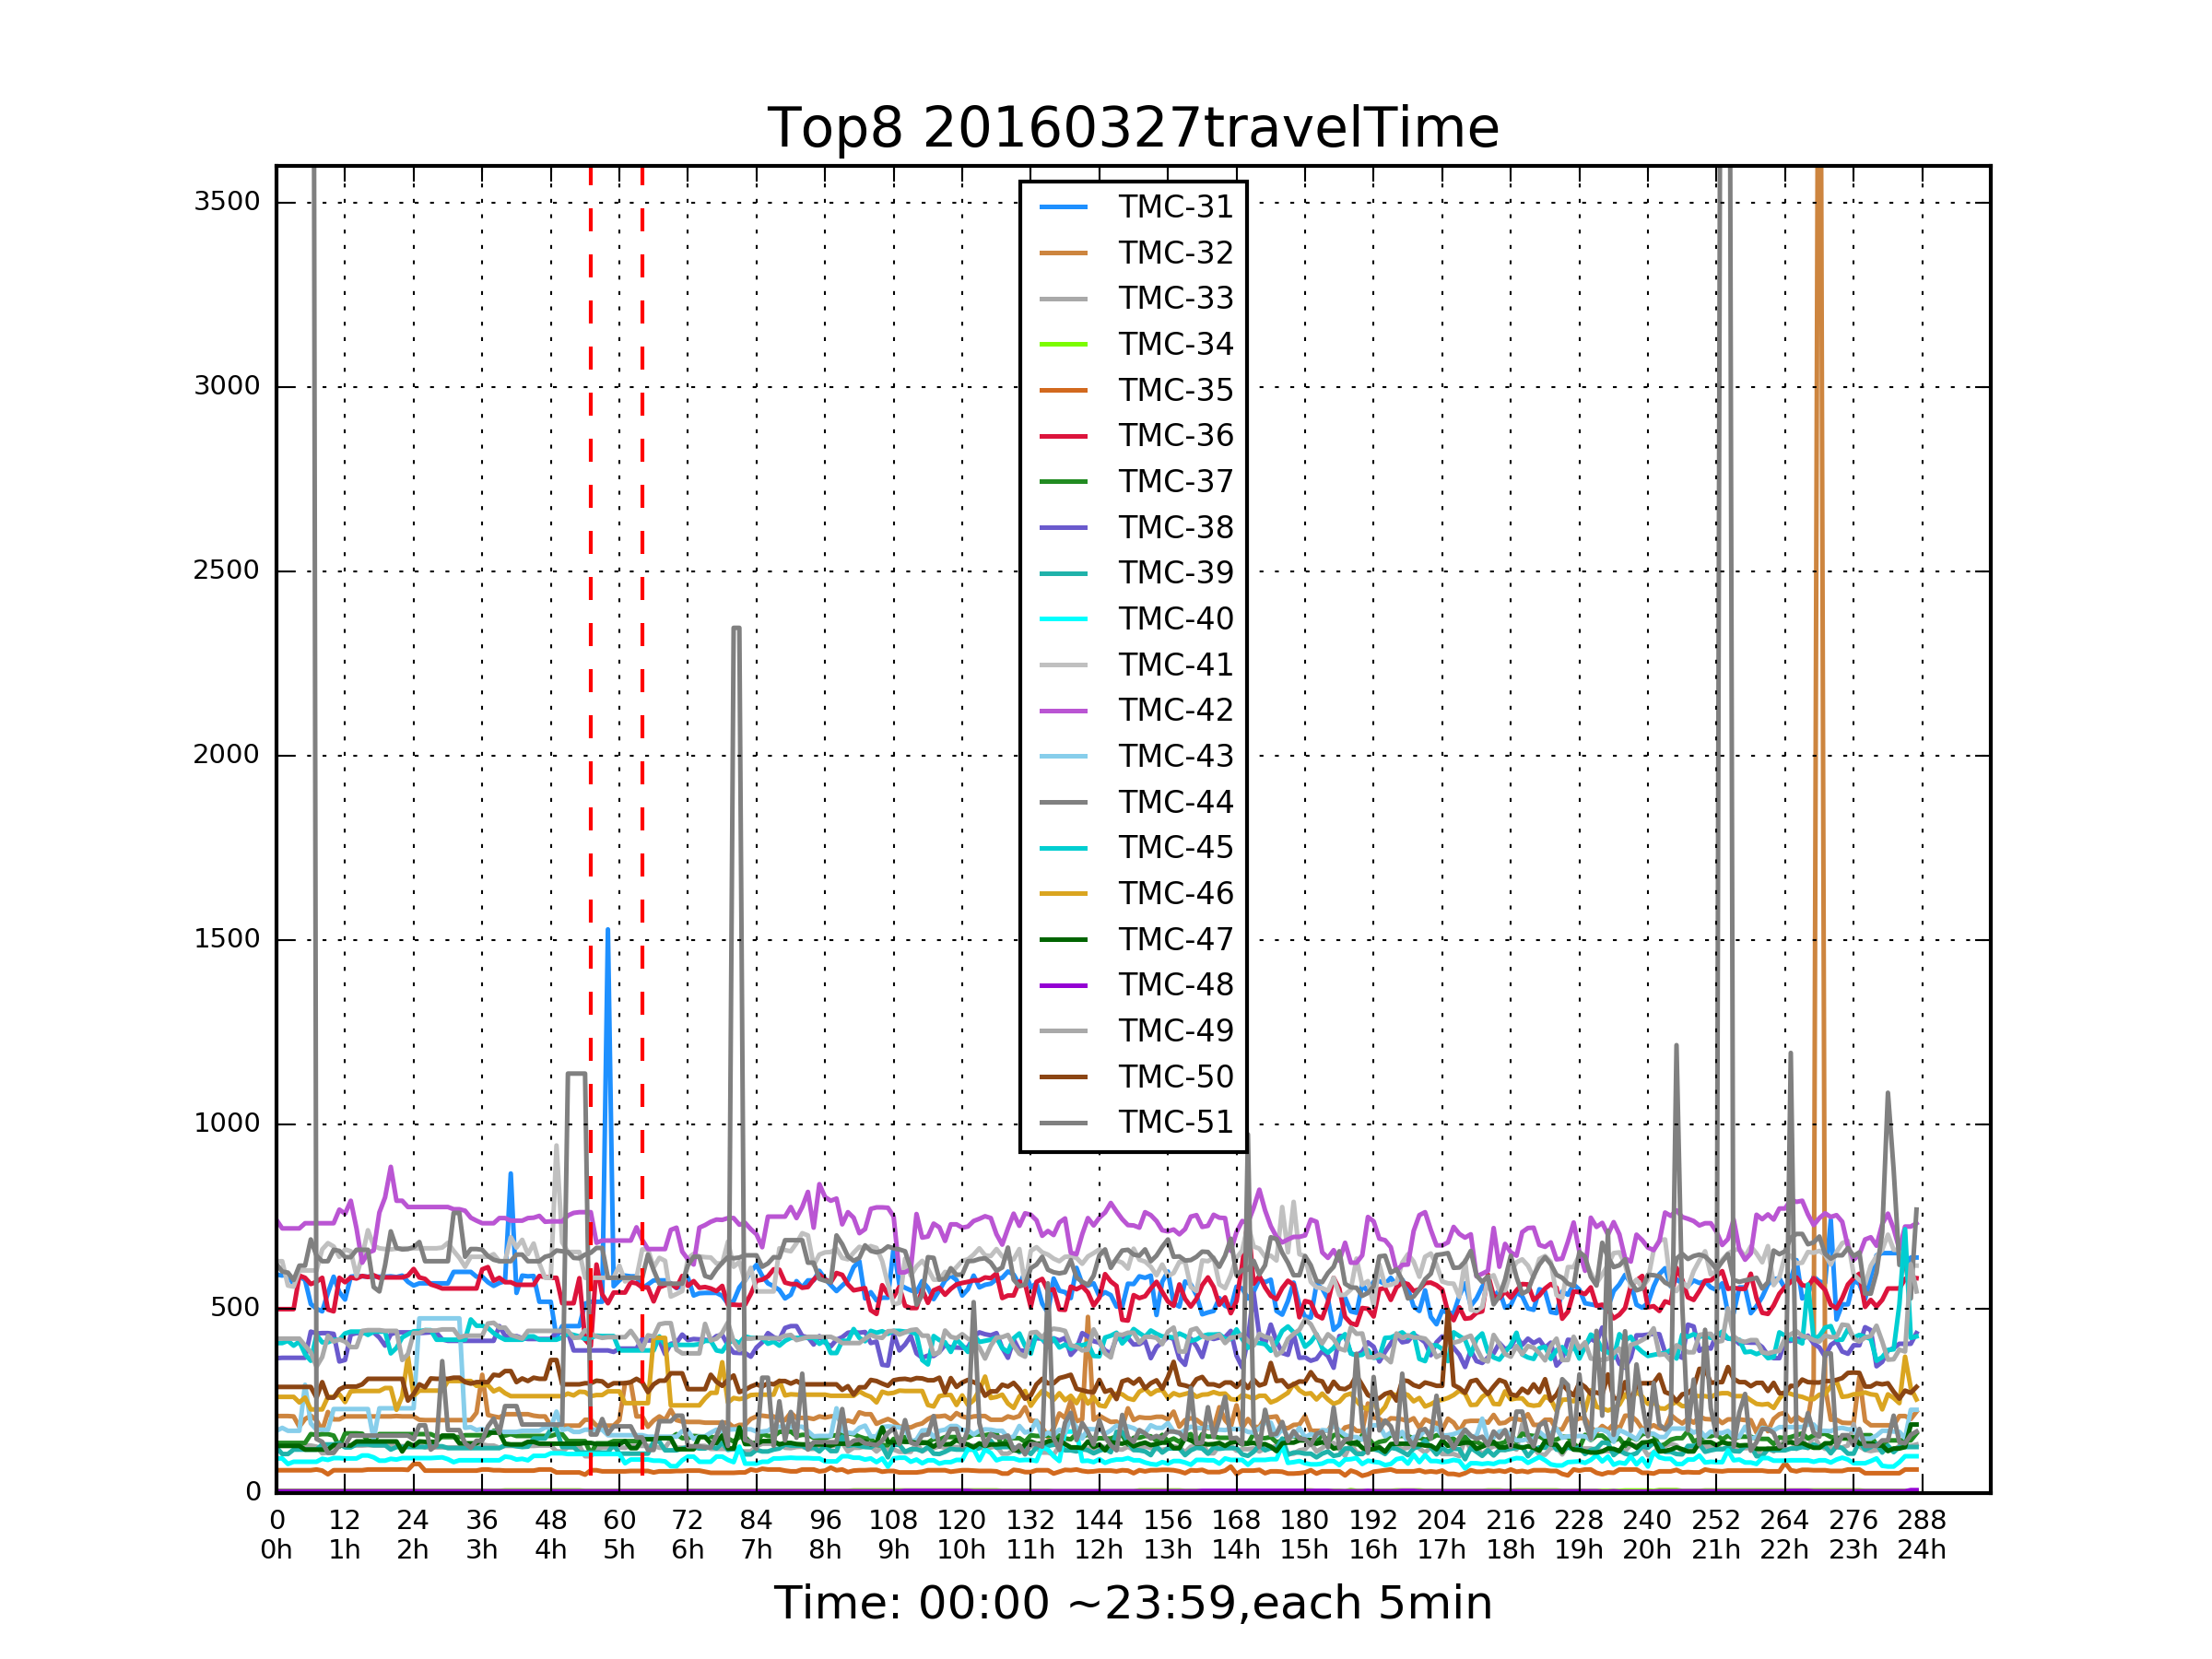 Top8 20160327travelTime
3500
3000
2500
2000
1500
1000
500
0
TMC-31
TMC-32
TMC-33
TMC-34
TMC-35
TMC-36
TMC-37
TMC-38
TMC-39
TMC-40
TMC-41
TMC-42
TMC-43
TMC-44
TMC-45
TMC-46
TMC-47
TMC-48
TMC-49
TMC-50
TMC-51
0 12 24 36 48 60 72 84 96 108 120 132 144 156 168 180 192 204 216 228 240 252 264 276 288
0h 1h 2h 3h 4h 5h 6h 7h 8h 9h 10h 11h 12h 13h 14h 15h 16h 17h 18h 19h 20h 21h 22h 23h 24h
Time: 00:00 ~23:59,each 5min